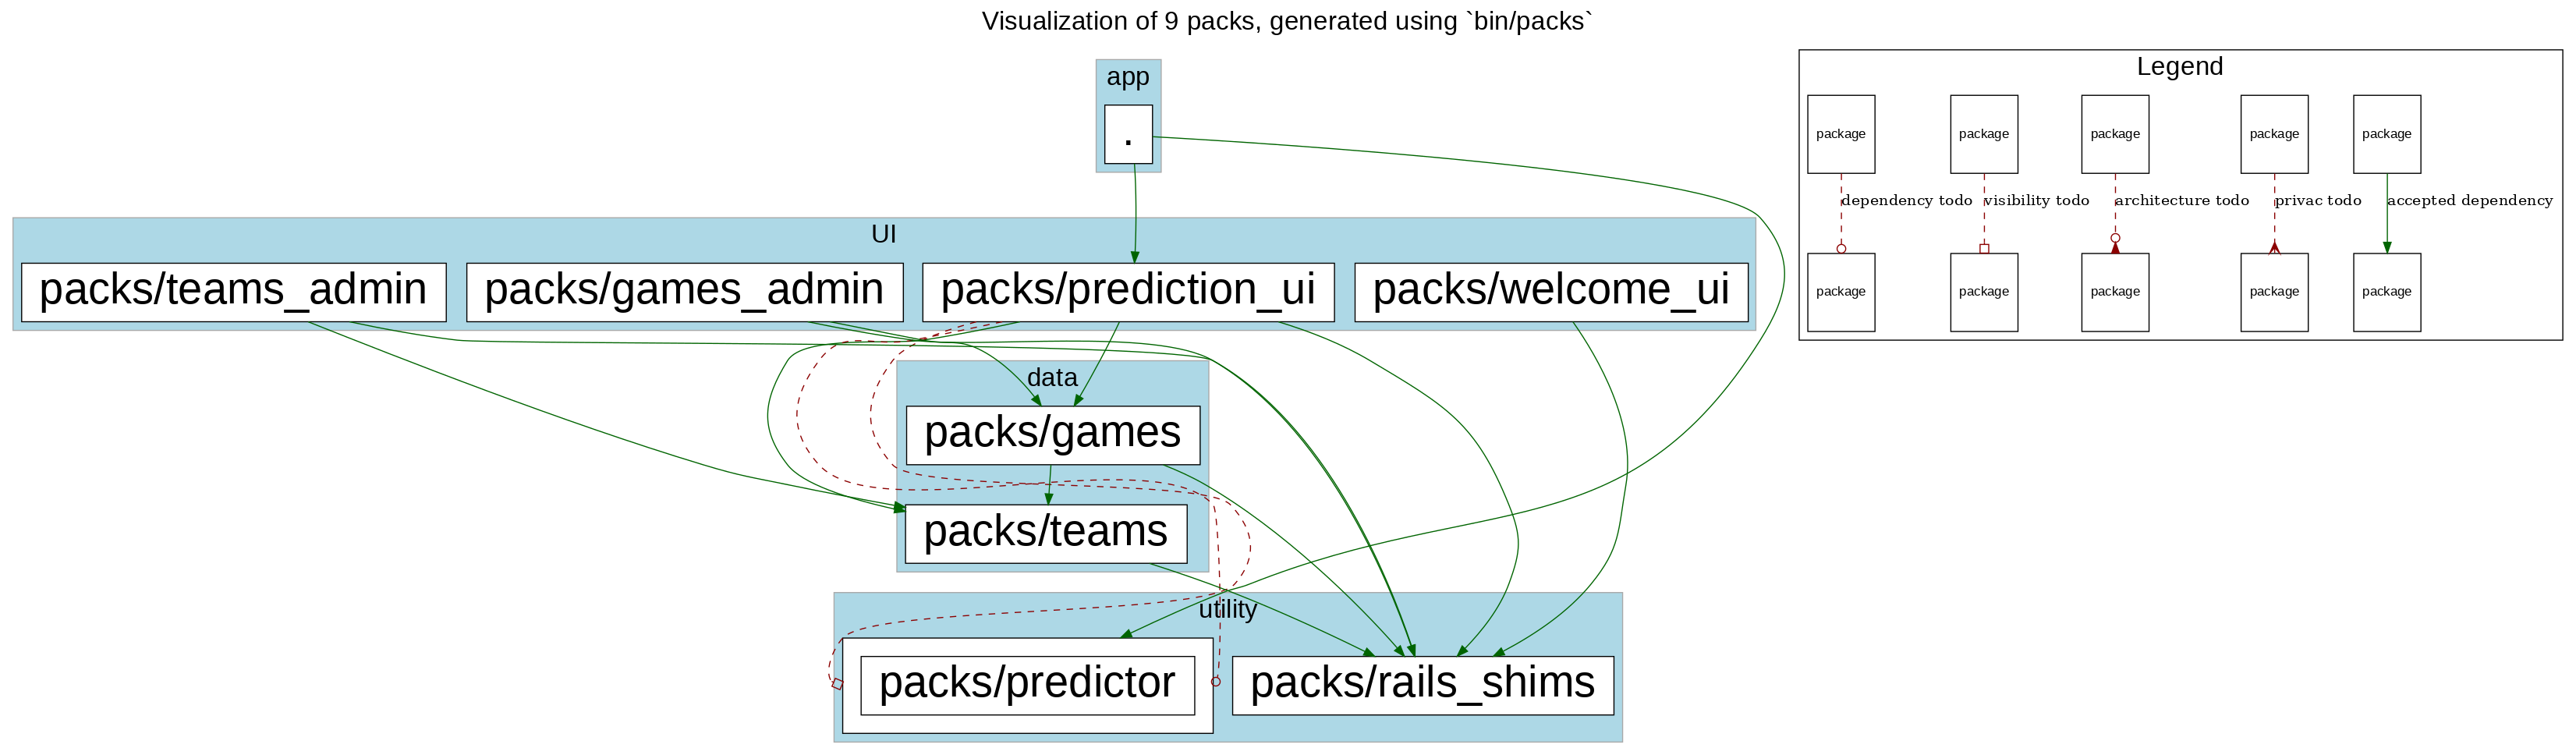 Visualization of 9 packs, generated using `bin/packs`
app
.
UI
packs/teams_admin
packs/games_admin
packs/prediction_ui
packs/welcome_ui
data
packs/games
packs/teams
utility
packs/predictor
packs/rails_shims
Legend
package
package
package
package
package
dependency todo
visibility todo
architecture todo
privac todo
accepted dependency
package
package
package
package
package